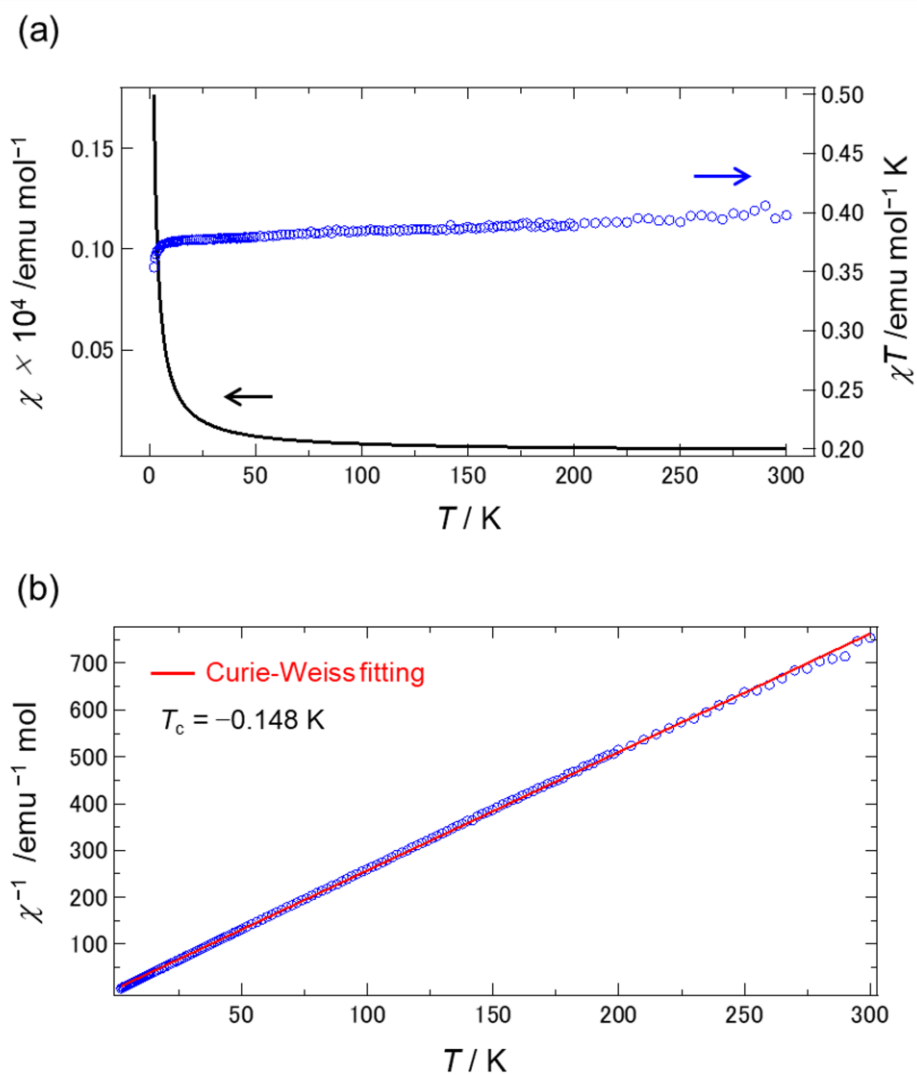 (a)
χ × 10⁴ /emu mol⁻¹
0.15
0.10
0.05
0.50
0.45
0.40
0.35
0.30
0.25
0.20
χT /emu mol⁻¹ K
0 50 100 150 200 250 300
T / K
(b)
χ⁻¹ /emu⁻¹ mol
700
600
500
400
300
200
100
Curie-Weiss fitting
Tc = −0.148 K
50 100 150 200 250 300
T / K